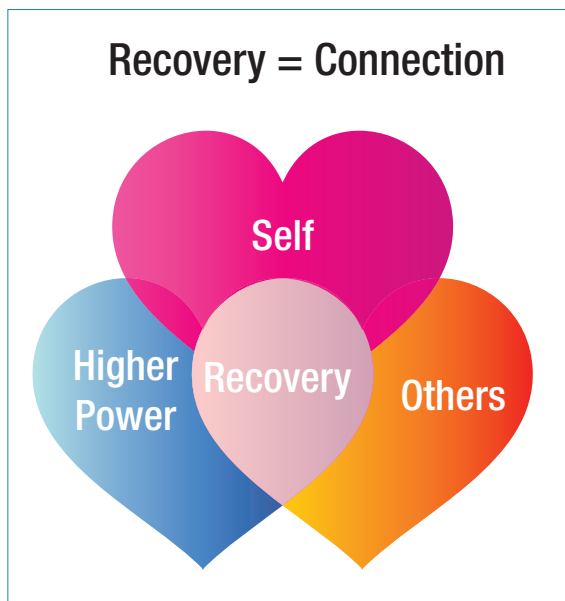 Recovery = Connection
Self
Higher
Power
Recovery
Others